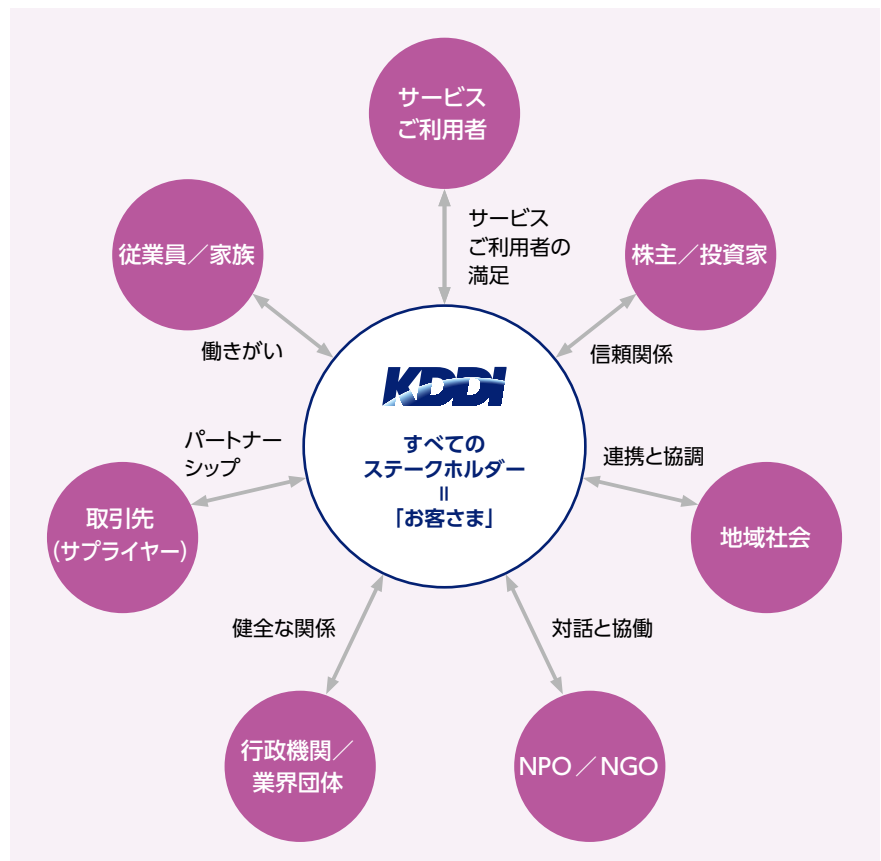 サービス
ご利用者
サービス
ご利用者の
満足
従業員／家族
株主／投資家
働きがい
信頼関係
KDDI
すべての
ステークホルダー
＝
「お客さま」
パートナー
シップ
連携と協調
取引先
(サプライヤー)
地域社会
健全な関係
対話と協働
行政機関／
業界団体
NPO／NGO